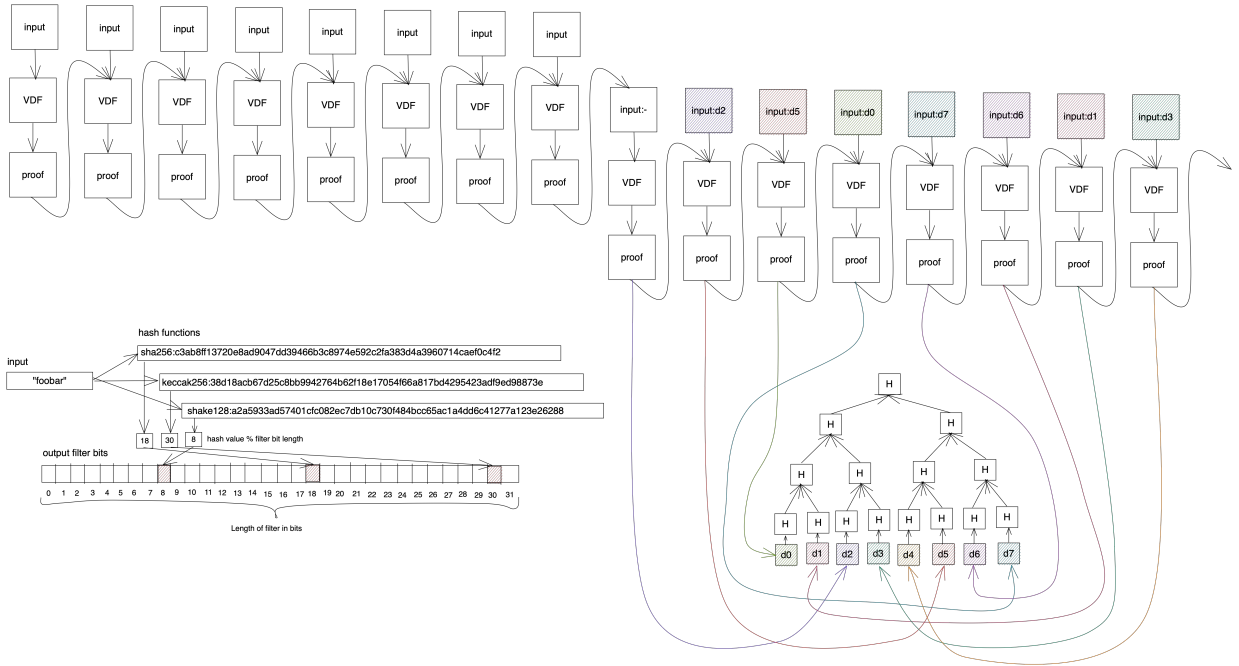 input input input input input input input input
VDF VDF VDF VDF VDF VDF VDF VDF
proof proof proof proof proof proof proof proof
input:- input:d2 input:d5 input:d0 input:d7 input:d6 input:d1 input:d3
VDF VDF VDF VDF VDF VDF VDF VDF
proof proof proof proof proof proof proof proof
hash functions
sha256:c3ab8ff13720e8ad9047dd39466b3c8974e592c2fa383d4a3960714caef0c4f2
input
"foobar"
keccak256:38d18acb67d25c8bb9942764b62f18e17054f66a817bd4295423adf9ed98873e
shake128:a2a5933ad57401cfc082ec7db10c730f484bcc65ac1a4dd6c41277a123e26288
18 30 8 hash value % filter bit length
output filter bits
0 1 2 3 4 5 6 7 8 9 10 11 12 13 14 15 16 17 18 19 20 21 22 23 24 25 26 27 28 29 30 31
Length of filter in bits
H
H H
H H H H
H H H H H H H H
d0 d1 d2 d3 d4 d5 d6 d7